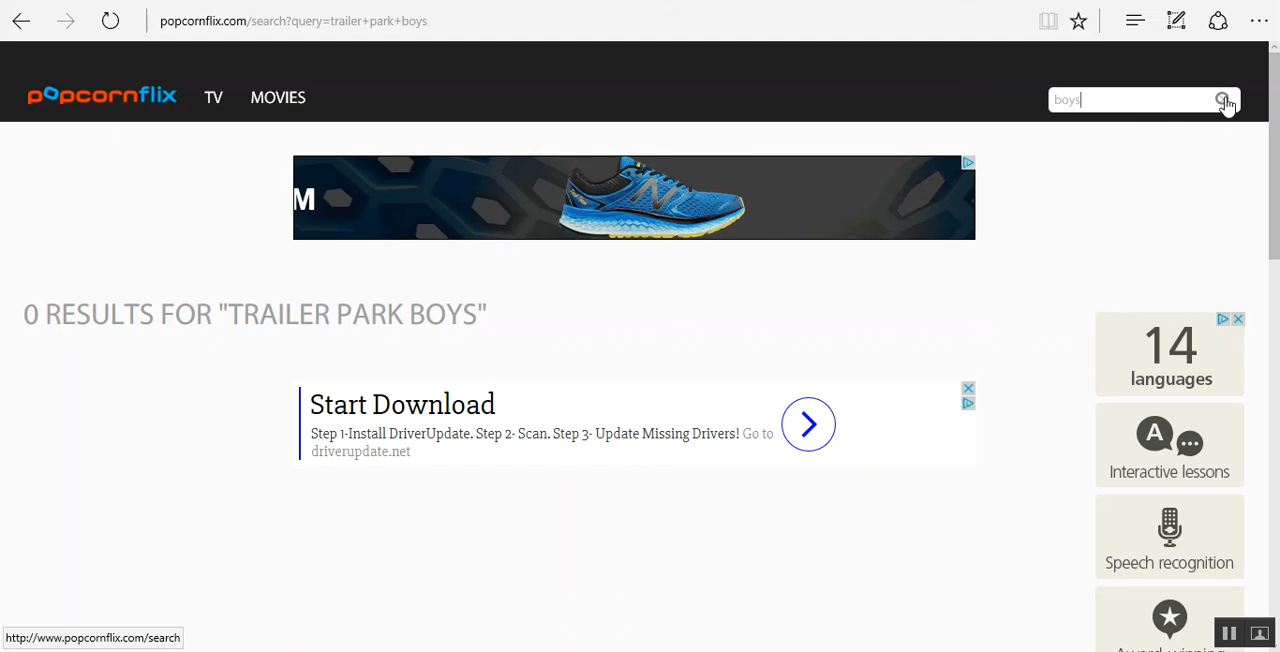 popcornflix.com/search?query=trailer+park+boys
popcornflix
TV
MOVIES
boys
M
N
0 RESULTS FOR "TRAILER PARK BOYS"
Start Download
Step 1-Install DriverUpdate. Step 2- Scan. Step 3- Update Missing Drivers! Go to
driverupdate.net
14
languages
A
Interactive lessons
Speech recognition
Award-winning
http://www.popcornflix.com/search